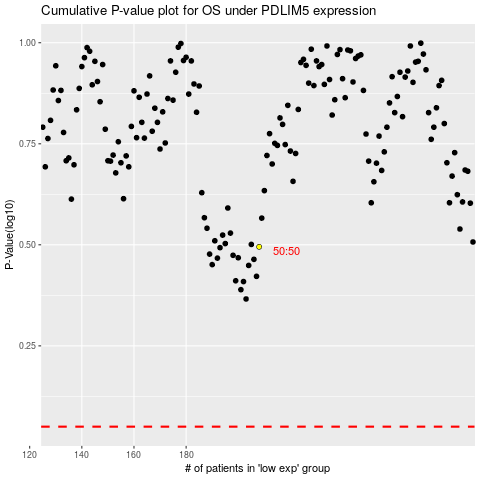 Cumulative P-value plot for OS under PDLIM5 expression
1.00
0.75
0.50
0.25
P-Value(log10)
50:50
120 140 160 180
# of patients in 'low exp' group